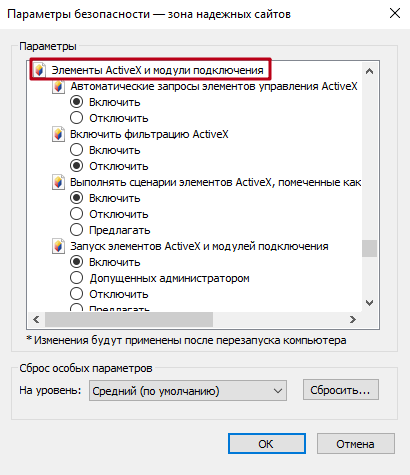 Параметры безопасности — зона надежных сайтов
Параметры
Элементы ActiveX и модули подключения
Автоматические запросы элементов управления ActiveX
Включить
Отключить
Включить фильтрацию ActiveX
Включить
Отключить
Выполнять сценарии элементов ActiveX, помеченные как
Включить
Отключить
Предлагать
Запуск элементов ActiveX и модулей подключения
Включить
Допущенных администратором
Отключить
Предлагать
* Изменения будут применены после перезапуска компьютера
Сброс особых параметров
На уровень: Средний (по умолчанию) Сбросить...
ОК Отмена